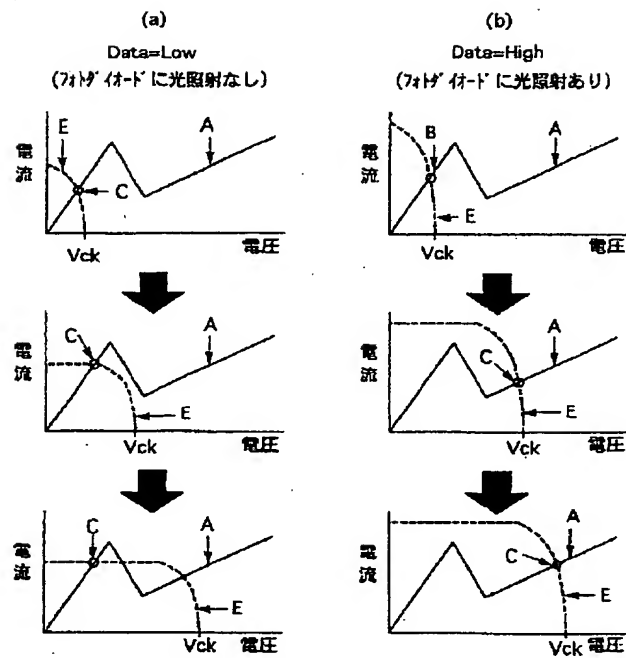 (a)
Data=Low
(フォトダイオードに光照射なし)
電流
E
A
C
Vck
電圧
電流
C
A
E
Vck
電圧
電流
C
A
E
Vck
電圧
(b)
Data=High
(フォトダイオードに光照射あり)
電流
B
A
E
Vck
電圧
電流
A
C
E
Vck
電圧
電流
A
C
E
Vck
電圧